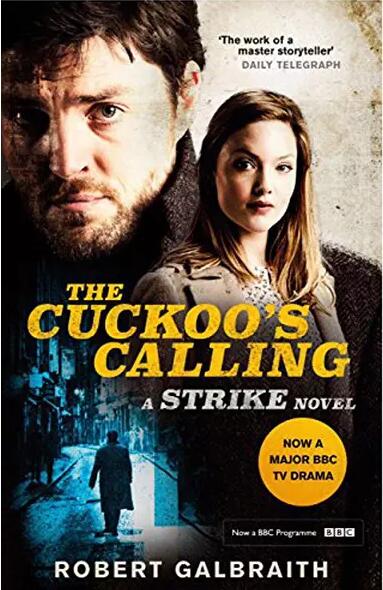 'The work of a
master storyteller'
DAILY TELEGRAPH
THE
CUCKOO'S
CALLING
A STRIKE NOVEL
NOW A
MAJOR BBC
TV DRAMA
Now a BBC Programme BBC
ROBERT GALBRAITH